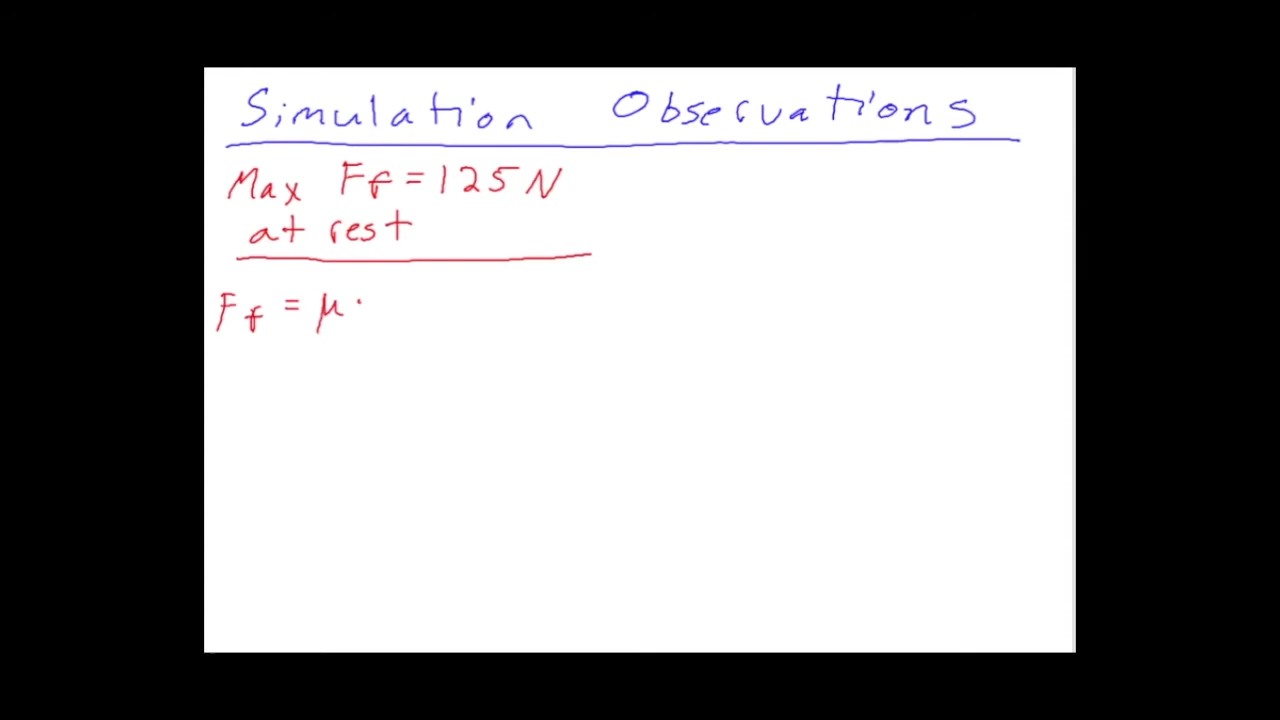 Simulation Observations
Max Ff = 125 N
at rest
Ff = μ ·